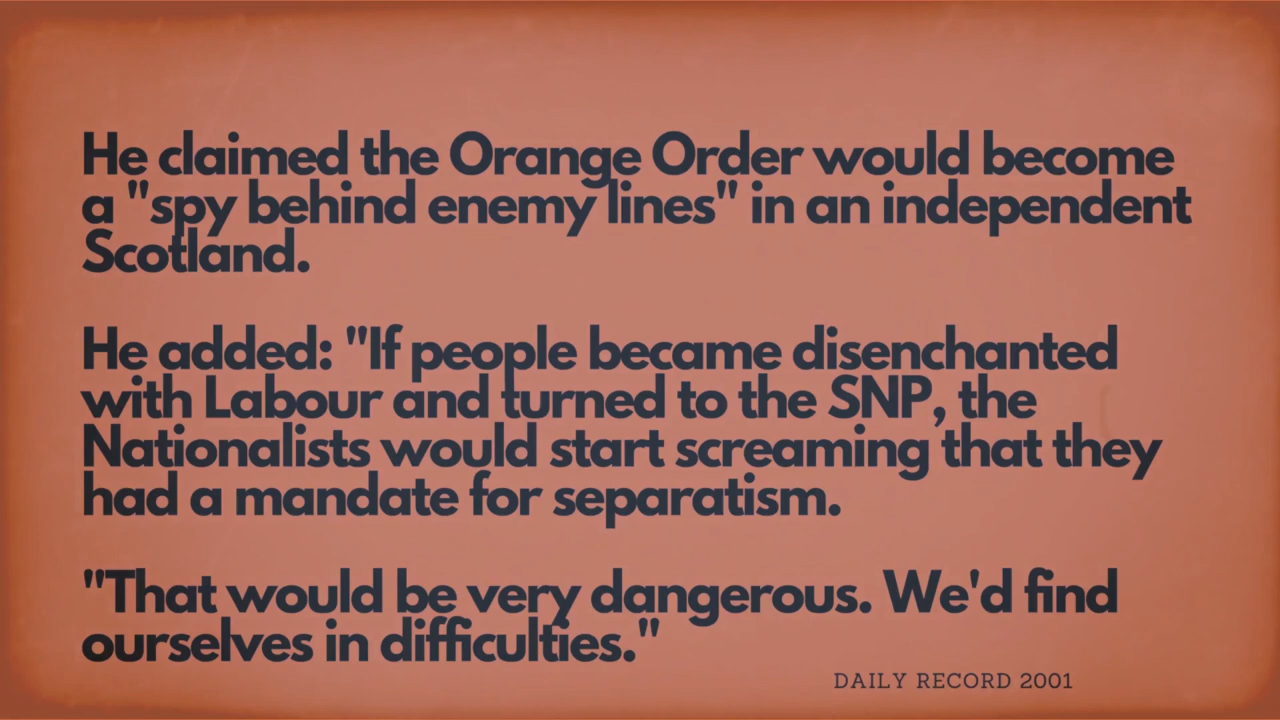 He claimed the Orange Order would become
a "spy behind enemy lines" in an independent
Scotland.
He added: "If people became disenchanted
with Labour and turned to the SNP, the
Nationalists would start screaming that they
had a mandate for separatism.
"That would be very dangerous. We'd find
ourselves in difficulties."
DAILY RECORD 2001